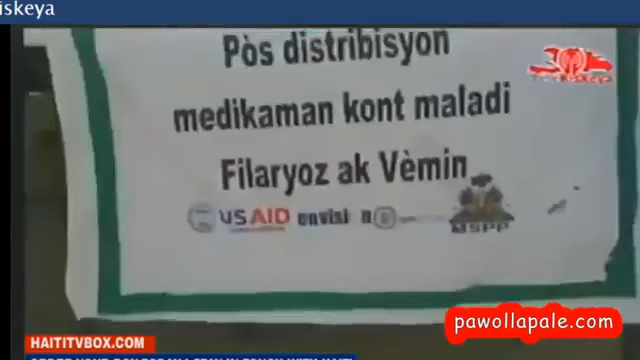 iskeya
Pòs distribisyon
medikaman kont maladi
Filaryoz ak Vèmin
USAID envisi n
MSPP
pawollapale.com
HAITITVBOX.COM